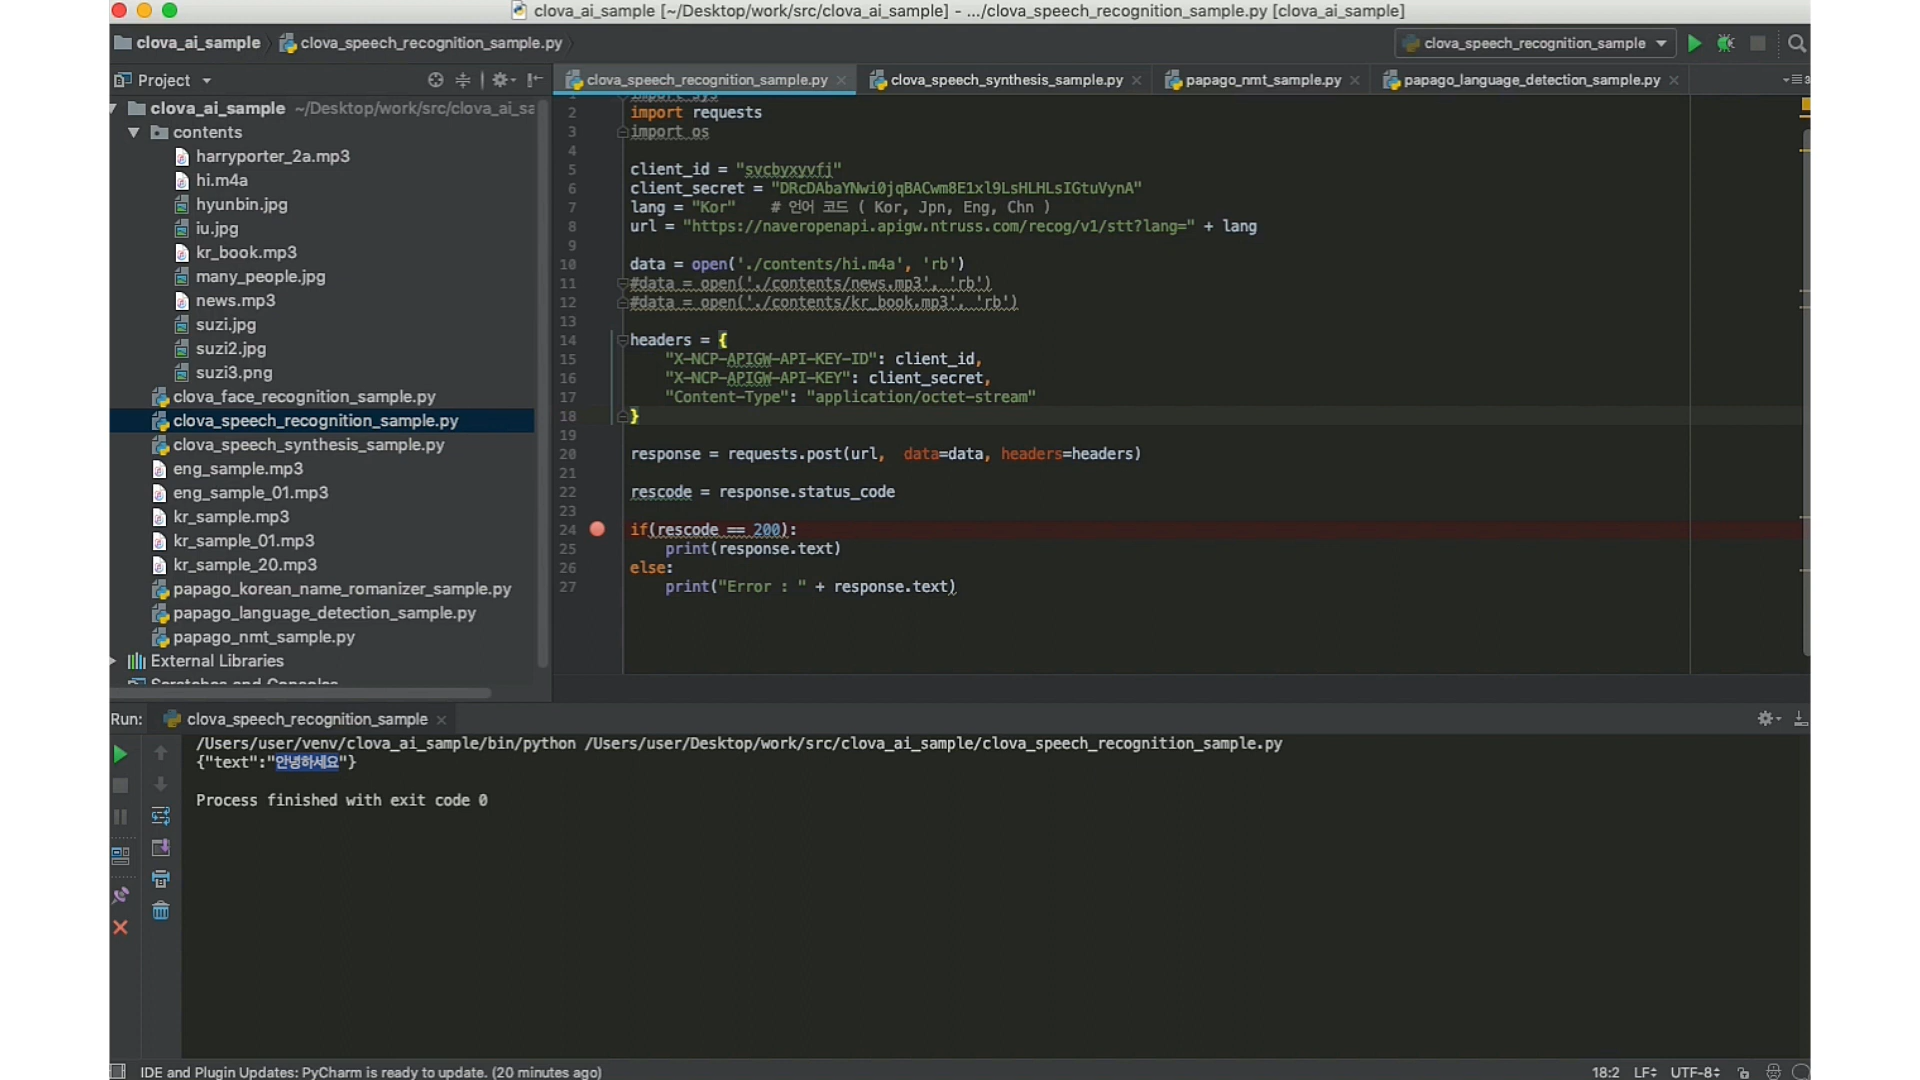 clova_ai_sample [~/Desktop/work/src/clova_ai_sample] - .../clova_speech_recognition_sample.py [clova_ai_sample]
clova_ai_sample clova_speech_recognition_sample.py clova_speech_recognition_sample
Project
clova_speech_recognition_sample.py clova_speech_synthesis_sample.py papago_nmt_sample.py papago_language_detection_sample.py
clova_ai_sample ~/Desktop/work/src/clova_ai_sa
contents
harryporter_2a.mp3
hi.m4a
hyunbin.jpg
iu.jpg
kr_book.mp3
many_people.jpg
news.mp3
suzi.jpg
suzi2.jpg
suzi3.png
clova_face_recognition_sample.py
clova_speech_recognition_sample.py
clova_speech_synthesis_sample.py
eng_sample.mp3
eng_sample_01.mp3
kr_sample.mp3
kr_sample_01.mp3
kr_sample_20.mp3
papago_korean_name_romanizer_sample.py
papago_language_detection_sample.py
papago_nmt_sample.py
External Libraries
Scratches and Consoles
1 import sys
2 import requests
3 import os
4
5 client_id = "svcbyxyvfj"
6 client_secret = "DRcDAbaYNwi0jqBACwm8E1xl9LsHLHLsIGtuVynA"
7 lang = "Kor" # 언어 코드 ( Kor, Jpn, Eng, Chn )
8 url = "https://naveropenapi.apigw.ntruss.com/recog/v1/stt?lang=" + lang
9
10 data = open('./contents/hi.m4a', 'rb')
11 #data = open('./contents/news.mp3', 'rb')
12 #data = open('./contents/kr_book.mp3', 'rb')
13
14 headers = {
15 "X-NCP-APIGW-API-KEY-ID": client_id,
16 "X-NCP-APIGW-API-KEY": client_secret,
17 "Content-Type": "application/octet-stream"
18 }
19
20 response = requests.post(url, data=data, headers=headers)
21
22 rescode = response.status_code
23
24 if(rescode == 200):
25 print(response.text)
26 else:
27 print("Error : " + response.text)
Run: clova_speech_recognition_sample
/Users/user/venv/clova_ai_sample/bin/python /Users/user/Desktop/work/src/clova_ai_sample/clova_speech_recognition_sample.py
{"text":"안녕하세요"}
Process finished with exit code 0
IDE and Plugin Updates: PyCharm is ready to update. (20 minutes ago) 18:2 LF UTF-8